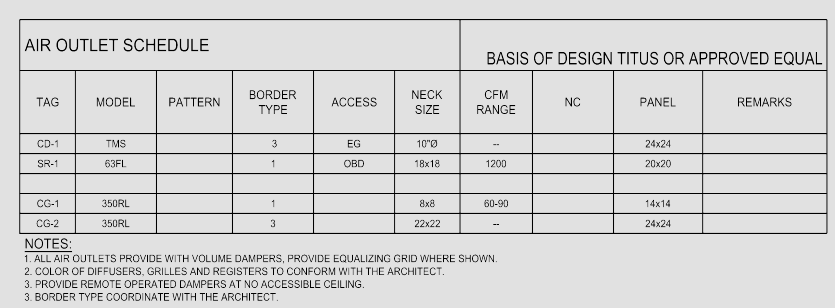 AIR OUTLET SCHEDULE
BASIS OF DESIGN TITUS OR APPROVED EQUAL
TAG MODEL PATTERN BORDER TYPE ACCESS NECK SIZE CFM RANGE NC PANEL REMARKS
CD-1 TMS 3 EG 10"Ø -- 24x24
SR-1 63FL 1 OBD 18x18 1200 20x20
CG-1 350RL 1 8x8 60-90 14x14
CG-2 350RL 3 22x22 -- 24x24
NOTES:
1. ALL AIR OUTLETS PROVIDE WITH VOLUME DAMPERS, PROVIDE EQUALIZING GRID WHERE SHOWN.
2. COLOR OF DIFFUSERS, GRILLES AND REGISTERS TO CONFORM WITH THE ARCHITECT.
3. PROVIDE REMOTE OPERATED DAMPERS AT NO ACCESSIBLE CEILING.
3. BORDER TYPE COORDINATE WITH THE ARCHITECT.